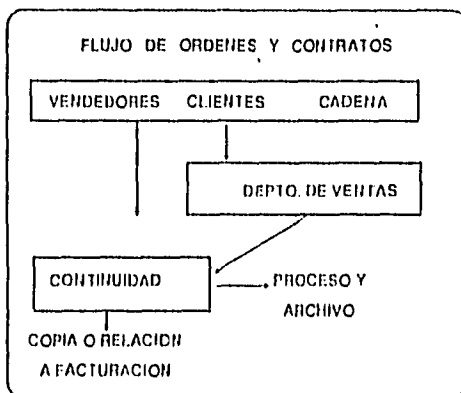 FLUJO DE ORDENES Y CONTRATOS
VENDEDORES CLIENTES CADENA
DEPTO. DE VENTAS
CONTINUIDAD
PROCESO Y
ARCHIVO
COPIA O RELACION
A FACTURACION